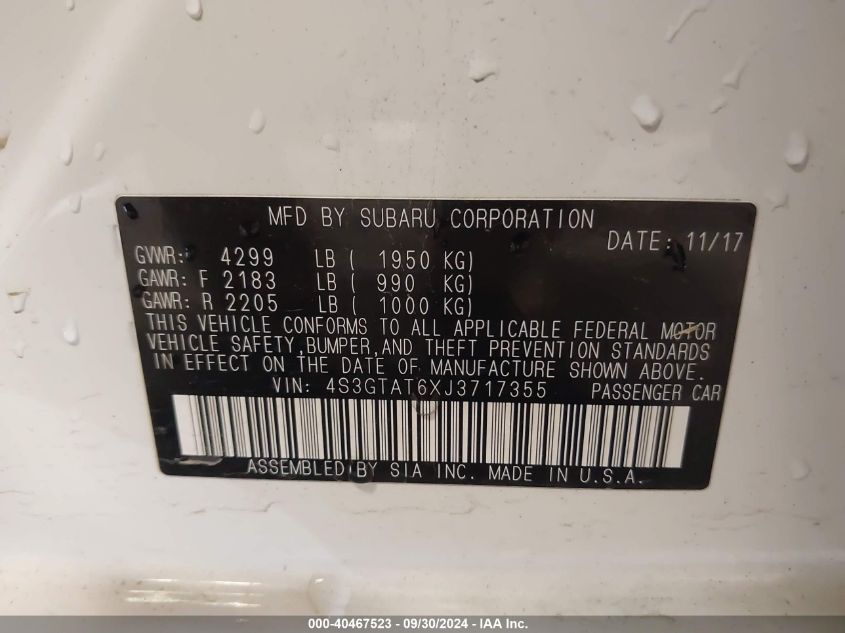 MFD BY SUBARU CORPORATION
DATE: 11/17
GVWR: 4299 LB ( 1950 KG)
GAWR: F 2183 LB ( 990 KG)
GAWR: R 2205 LB ( 1000 KG)
THIS VEHICLE CONFORMS TO ALL APPLICABLE FEDERAL MOTOR
VEHICLE SAFETY,BUMPER,AND THEFT PREVENTION STANDARDS
IN EFFECT ON THE DATE OF MANUFACTURE SHOWN ABOVE.
VIN: 4S3GTAT6XJ3717355 PASSENGER CAR
ASSEMBLED BY SIA INC. MADE IN U.S.A.
000-40467523 - 09/30/2024 - IAA Inc.